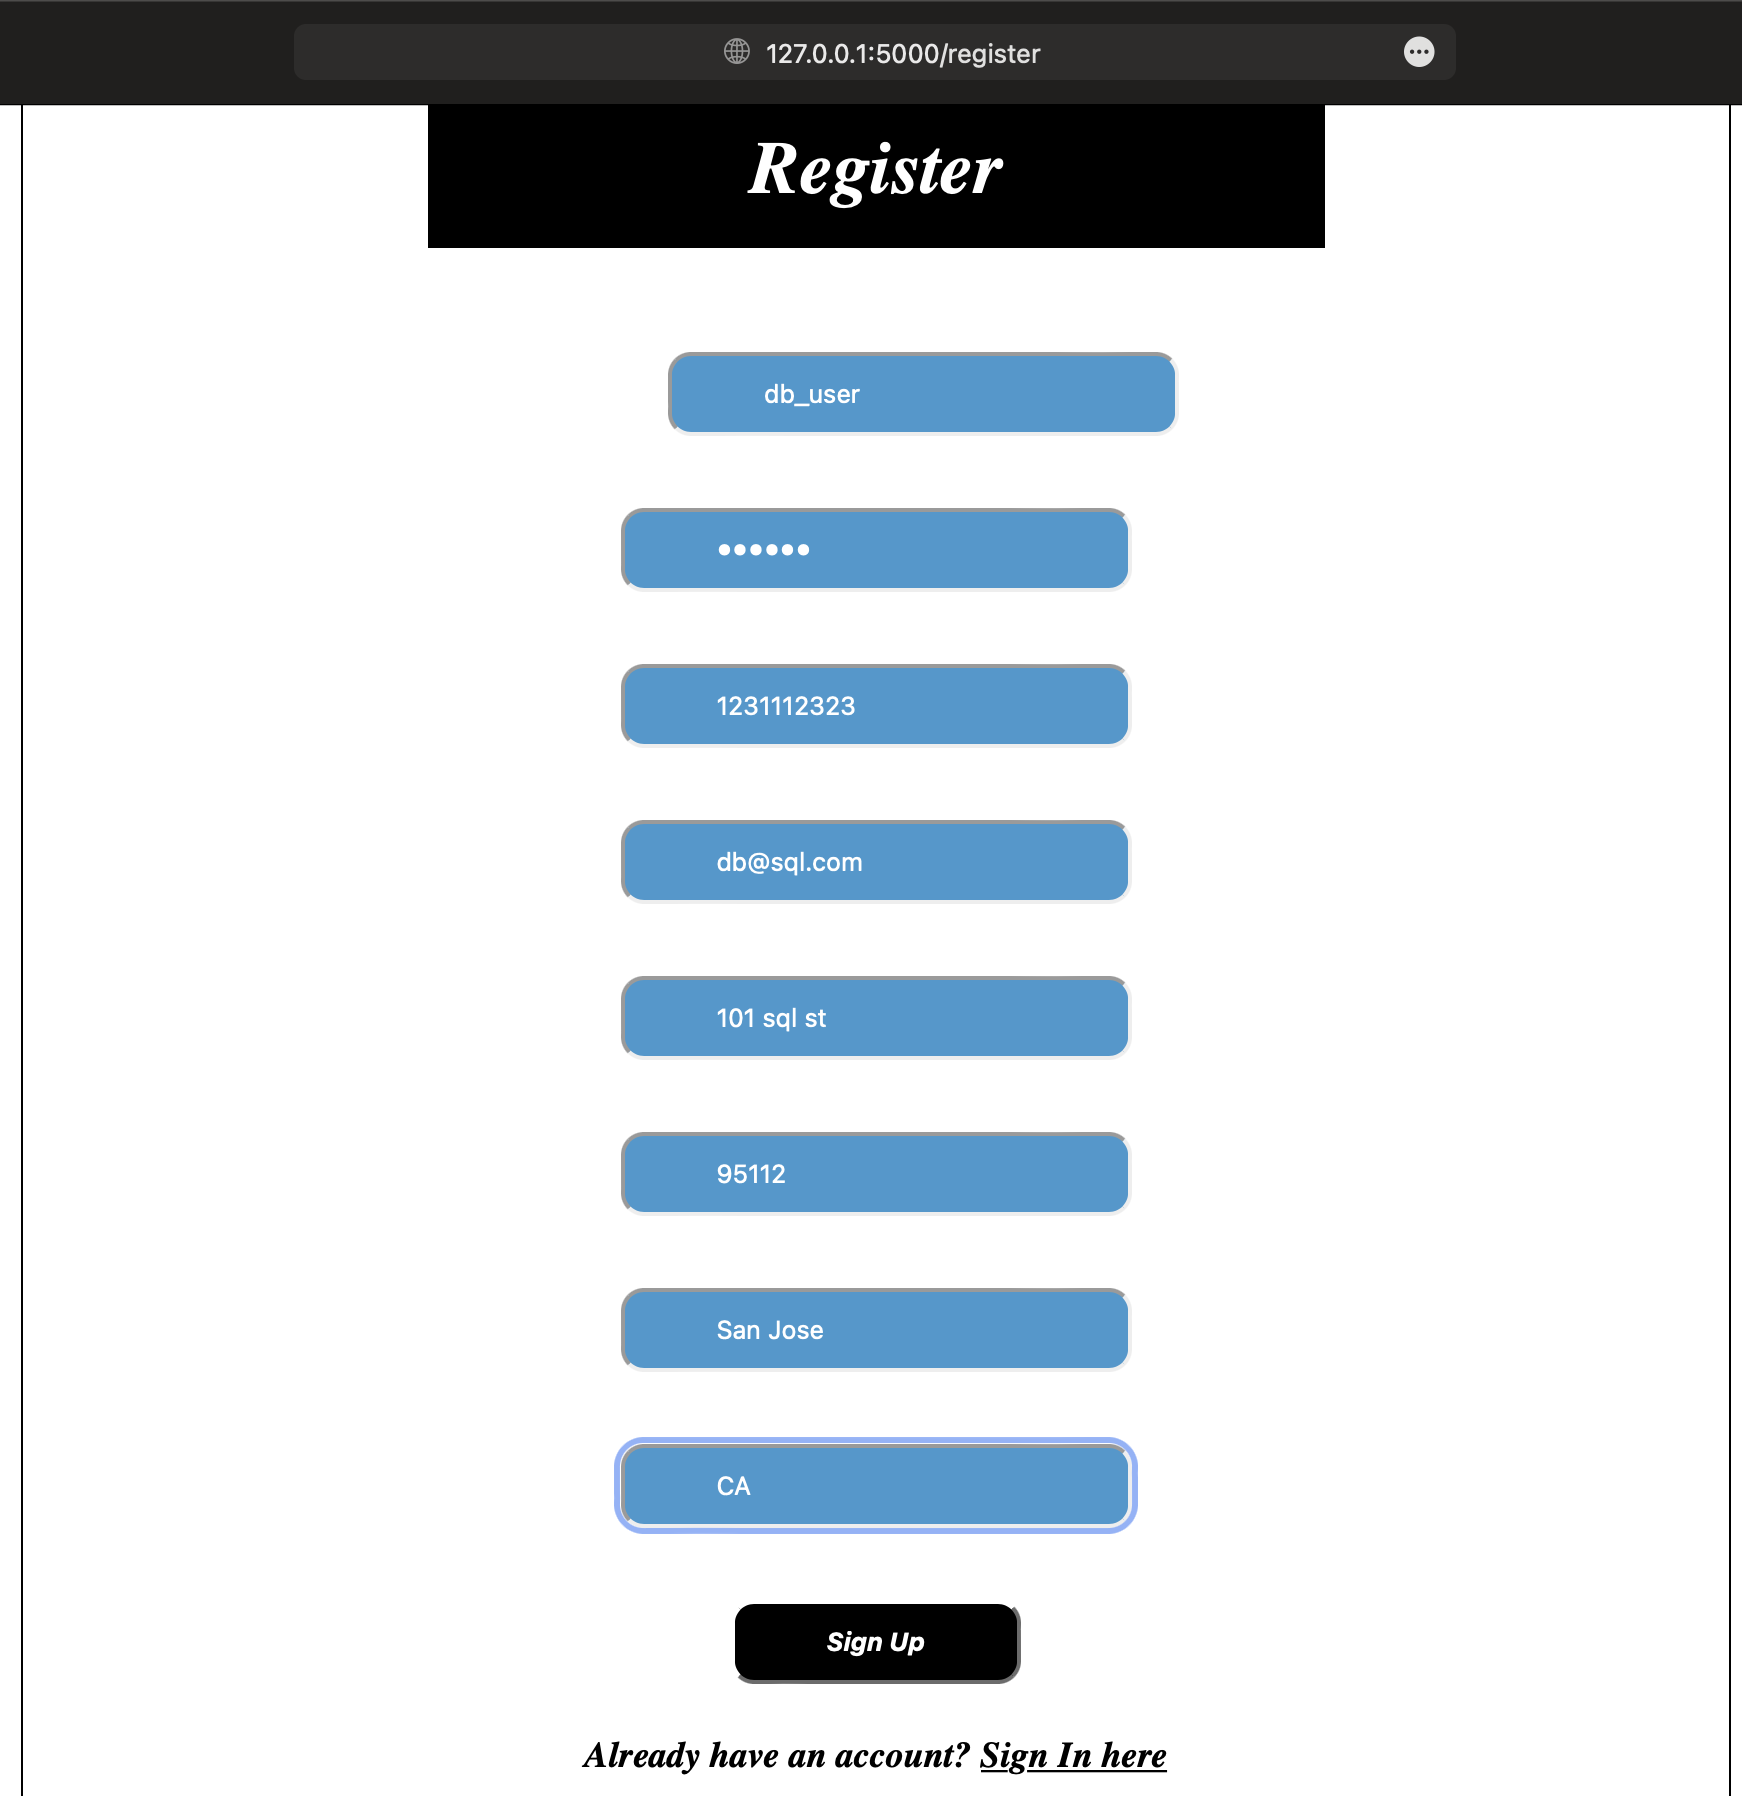 127.0.0.1:5000/register
Register
db_user
••••••
1231112323
db@sql.com
101 sql st
95112
San Jose
CA
Sign Up
Already have an account? Sign In here